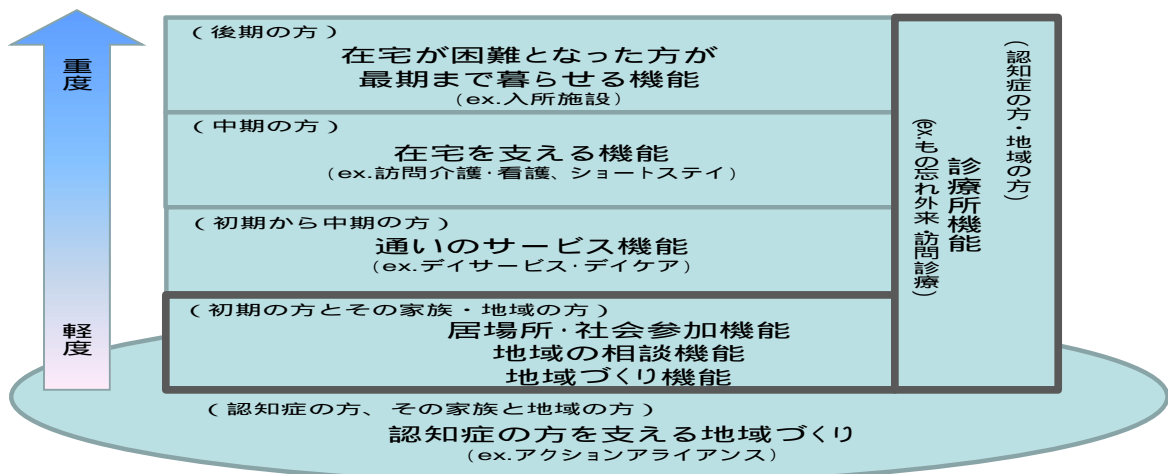 重度
軽度
(後期の方)
在宅が困難となった方が
最期まで暮らせる機能
(ex.入所施設)
(中期の方)
在宅を支える機能
(ex.訪問介護・看護、ショートステイ)
(初期から中期の方)
通いのサービス機能
(ex.デイサービス・デイケア)
(初期の方とその家族・地域の方)
居場所・社会参加機能
地域の相談機能
地域づくり機能
(認知症の方・地域の方)
診療所機能
(ex.もの忘れ外来・訪問診療)
(認知症の方、その家族と地域の方)
認知症の方を支える地域づくり
(ex.アクションアライアンス)